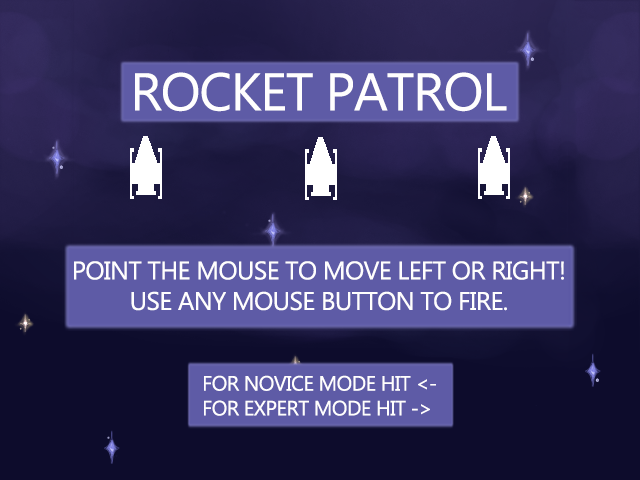 ROCKET PATROL
POINT THE MOUSE TO MOVE LEFT OR RIGHT!
USE ANY MOUSE BUTTON TO FIRE.
FOR NOVICE MODE HIT <-
FOR EXPERT MODE HIT ->